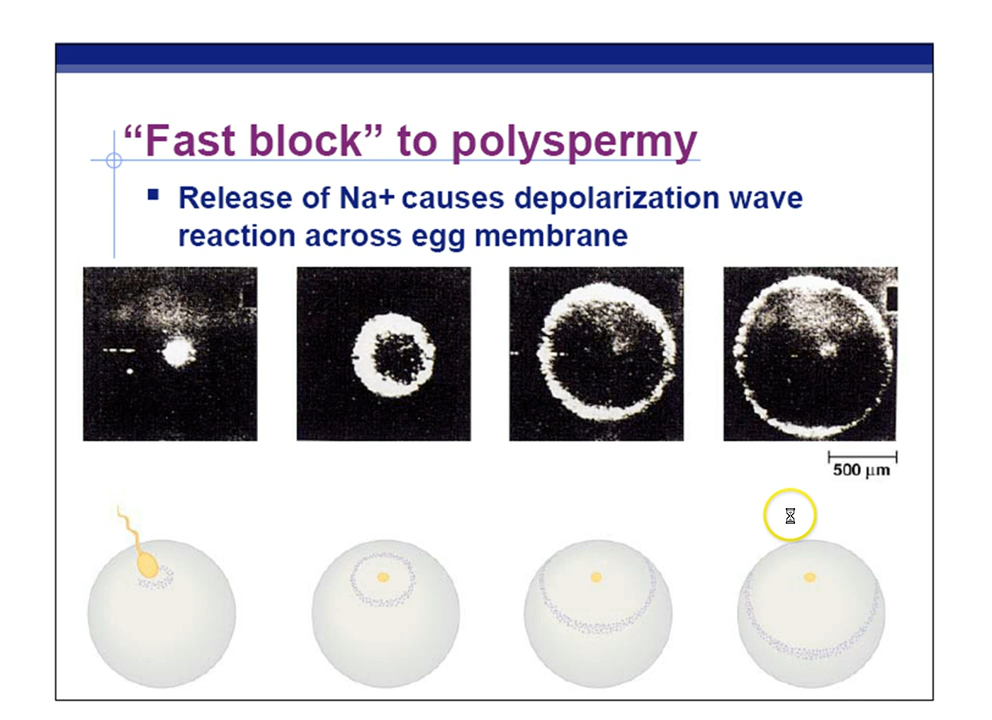 “Fast block” to polyspermy
Release of Na+ causes depolarization wave
reaction across egg membrane
500 µm